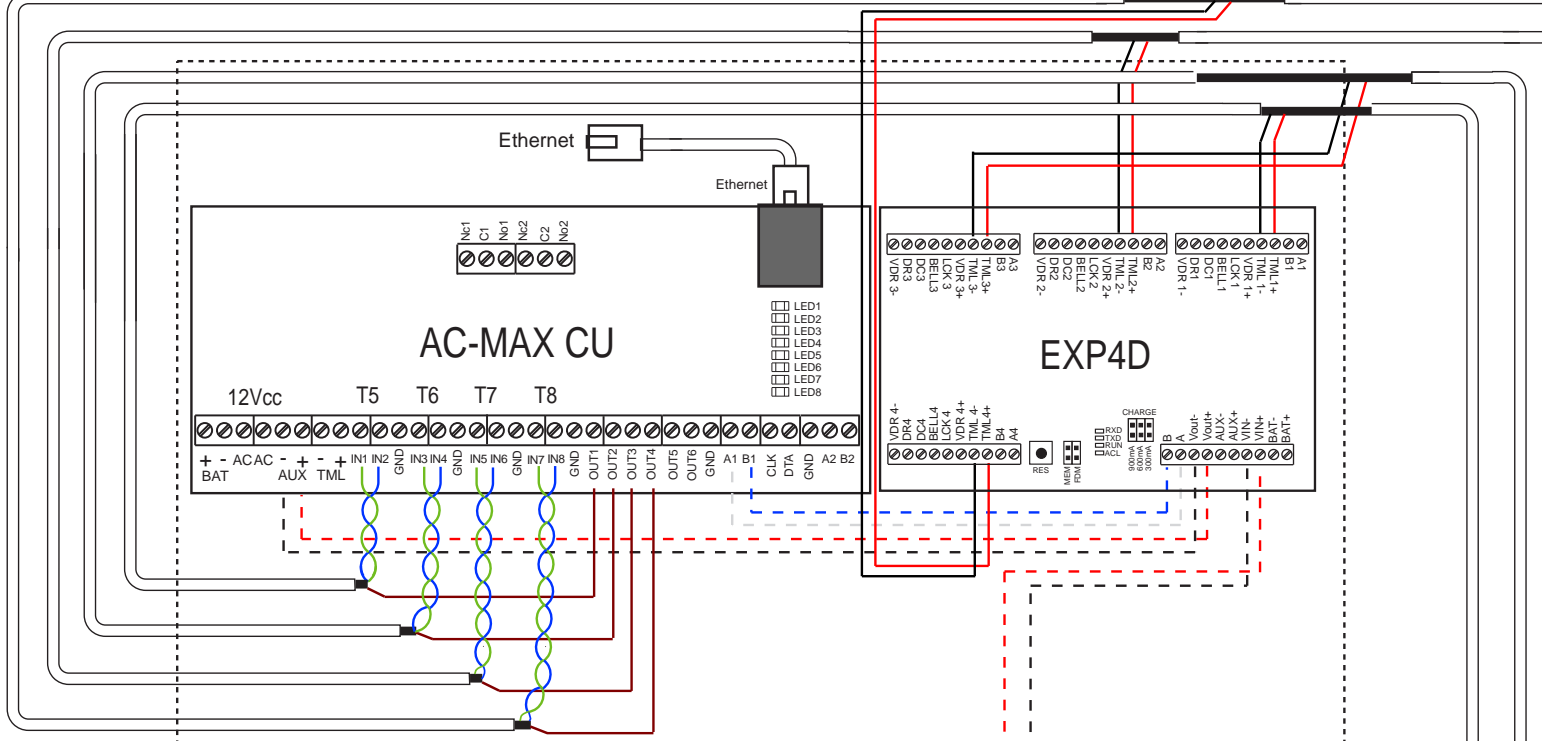 Ethernet
Ethernet
Nc1 C1 No1 Nc2 C2 No2
LED1
LED2
LED3
LED4
LED5
LED6
LED7
LED8
AC-MAX CU
12Vcc T5 T6 T7 T8
+ - AC AC - + - + IN1 IN2 GND IN3 IN4 GND IN5 IN6 GND IN7 IN8 GND OUT1 OUT2 OUT3 OUT4 OUT5 OUT6 GND A1 B1 CLK DTA GND A2 B2
BAT AUX TML
VDR 3- DR3 DC3 BELL3 LCK 3 VDR 3+ TML 3- TML3+ B3 A3
VDR 2- DR2 DC2 BELL2 LCK 2 VDR 2+ TML 2- TML2+ B2 A2
VDR 1- DR1 DC1 BELL1 LCK 1 VDR 1+ TML 1- TML1+ B1 A1
EXP4D
VDR 4- DR4 DC4 BELL4 LCK 4 VDR 4+ TML 4- TML4+ B4 A4
RES
MEM FDM
RXD
TXD
RUN
ACL
CHARGE
900mA 600mA 300mA
B A Vout- Vout+ AUX- AUX+ VIN- VIN+ BAT- BAT+